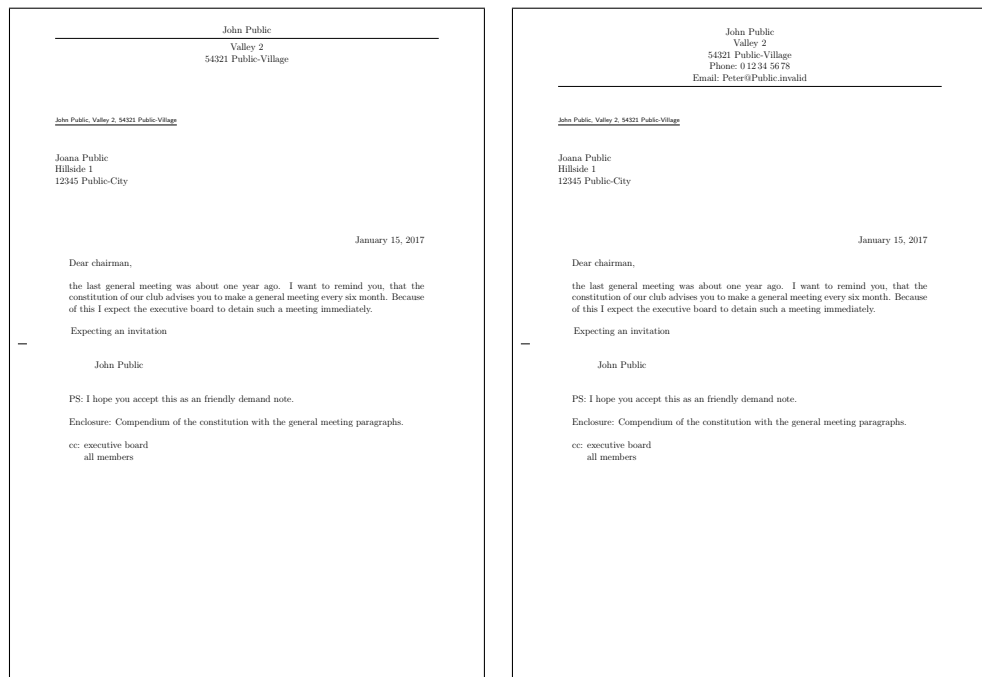 John Public
Valley 2
54321 Public-Village
John Public, Valley 2, 54321 Public-Village
Joana Public
Hillside 1
12345 Public-City
January 15, 2017
Dear chairman,
the last general meeting was about one year ago. I want to remind you, that the
constitution of our club advises you to make a general meeting every six month. Because
of this I expect the executive board to detain such a meeting immediately.
Expecting an invitation
John Public
PS: I hope you accept this as an friendly demand note.
Enclosure: Compendium of the constitution with the general meeting paragraphs.
cc: executive board
all members
John Public
Valley 2
54321 Public-Village
Phone: 0 12 34 56 78
Email: Peter@Public.invalid
John Public, Valley 2, 54321 Public-Village
Joana Public
Hillside 1
12345 Public-City
January 15, 2017
Dear chairman,
the last general meeting was about one year ago. I want to remind you, that the
constitution of our club advises you to make a general meeting every six month. Because
of this I expect the executive board to detain such a meeting immediately.
Expecting an invitation
John Public
PS: I hope you accept this as an friendly demand note.
Enclosure: Compendium of the constitution with the general meeting paragraphs.
cc: executive board
all members